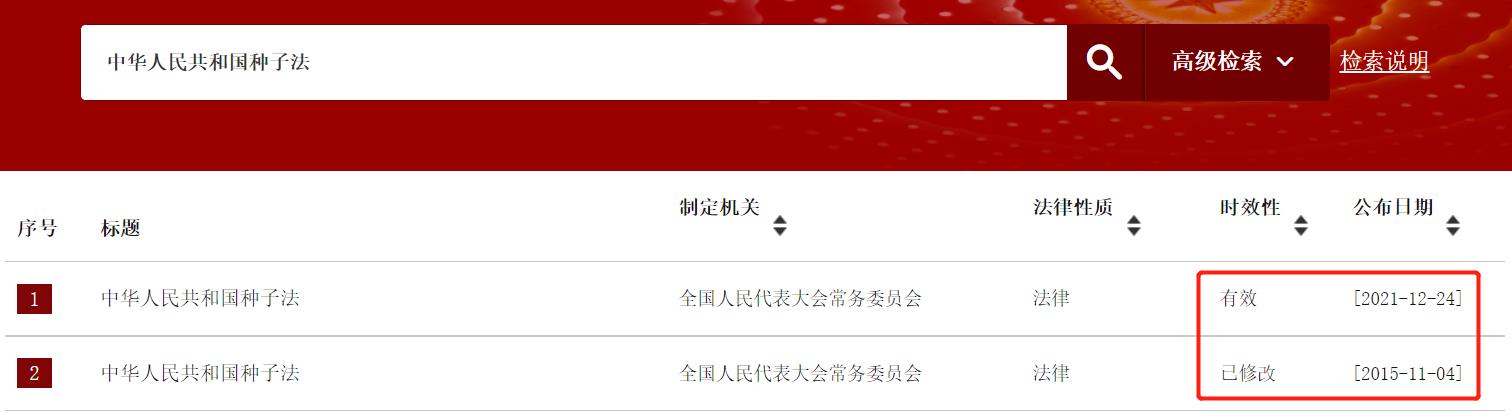 中华人民共和国种子法 高级检索 检索说明
序号 标题 制定机关 法律性质 时效性 公布日期
1 中华人民共和国种子法 全国人民代表大会常务委员会 法律 有效 [2021-12-24]
2 中华人民共和国种子法 全国人民代表大会常务委员会 法律 已修改 [2015-11-04]